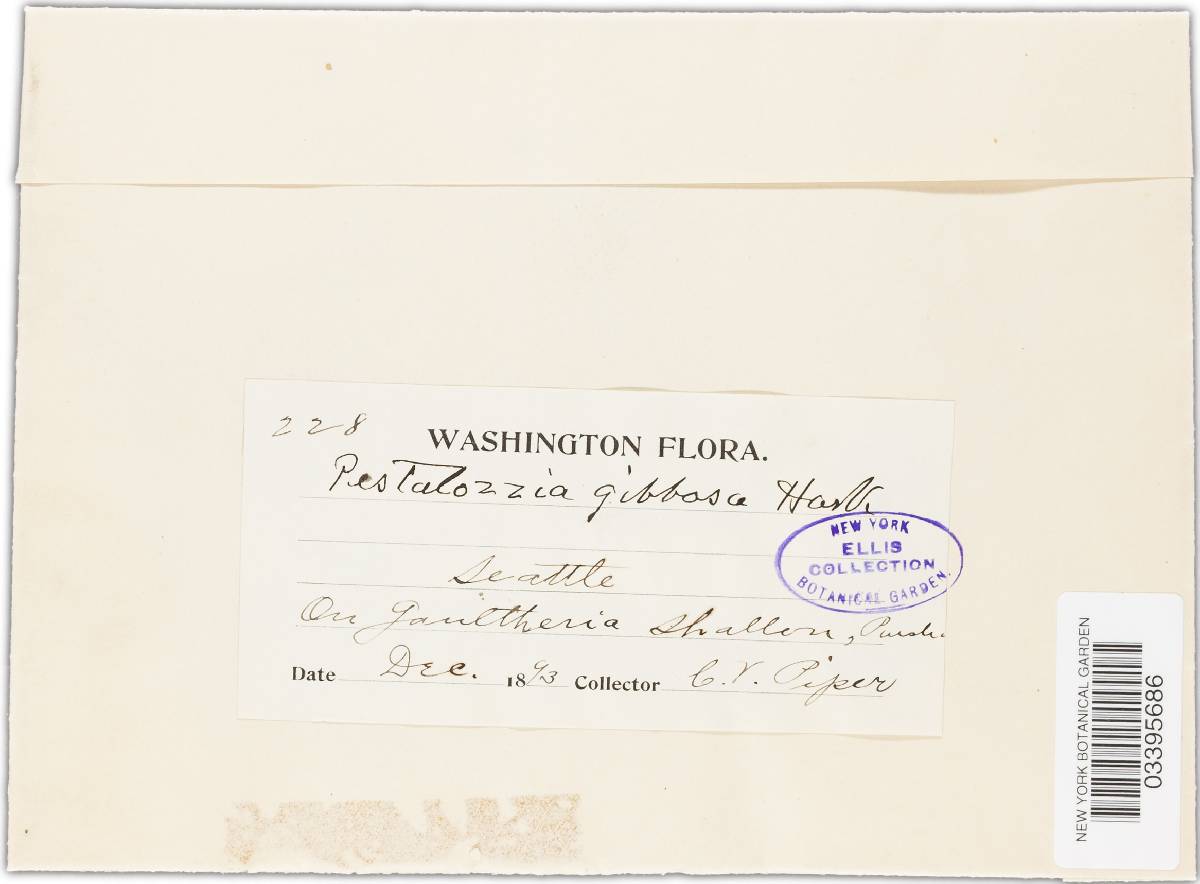 228
WASHINGTON FLORA.
Pestalozzia gibbosa Hark
Seattle
On Gaultheria shallon, Pursh.
Date Dec. 1893 Collector C. V. Piper
NEW YORK
ELLIS
COLLECTION
BOTANICAL GARDEN.
NEW YORK BOTANICAL GARDEN
03395686